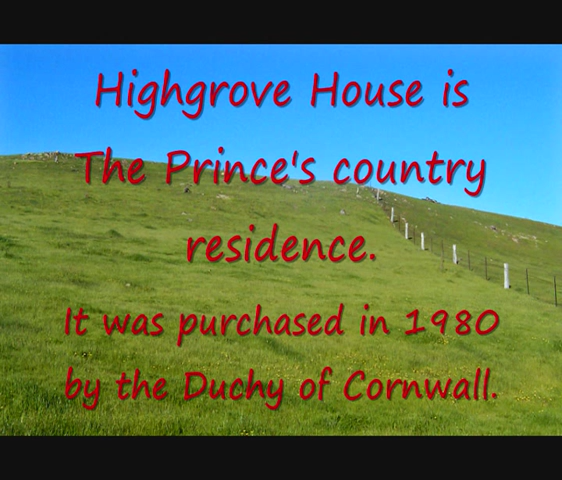 Highgrove House is
The Prince's country
residence.
It was purchased in 1980
by the Duchy of Cornwall.